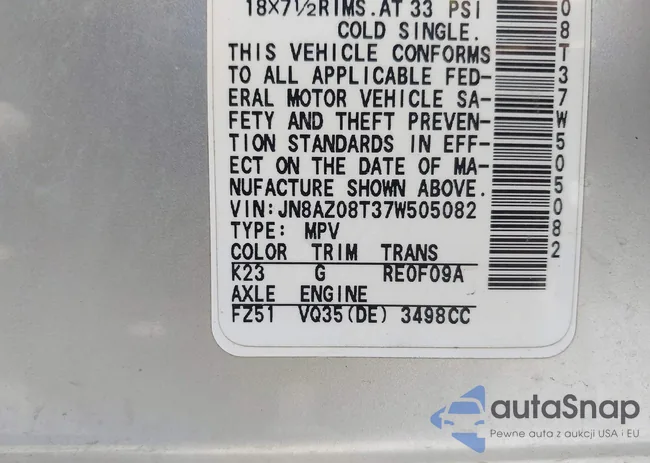 18X7½RIMS.AT 33 PSI
COLD SINGLE.
THIS VEHICLE CONFORMS
TO ALL APPLICABLE FED-
ERAL MOTOR VEHICLE SA-
FETY AND THEFT PREVEN-
TION STANDARDS IN EFF-
ECT ON THE DATE OF MA-
NUFACTURE SHOWN ABOVE.
VIN:JN8AZ08T37W505082
TYPE: MPV
COLOR TRIM TRANS
K23 G RE0F09A
AXLE ENGINE
FZ51 VQ35(DE) 3498CC
08T37W505082
autaSnap
Pewne auta z aukcji USA i EU